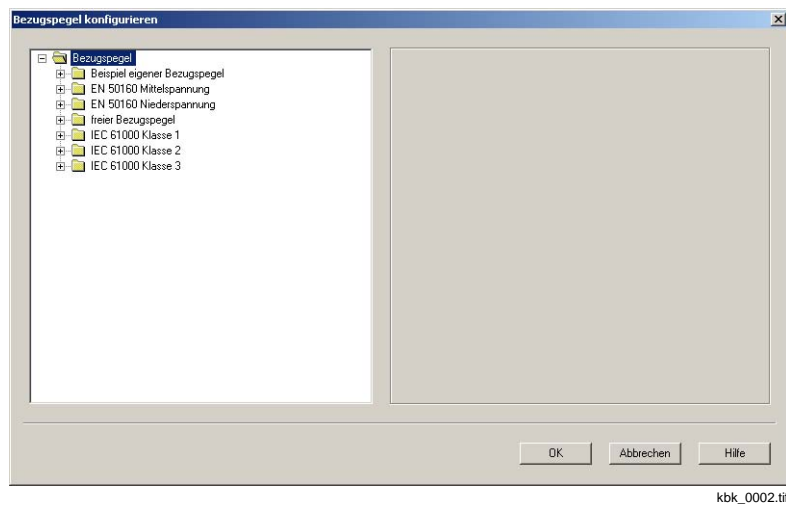 Bezugspegel konfigurieren
Bezugspegel
Beispiel eigener Bezugspegel
EN 50160 Mittelspannung
EN 50160 Niederspannung
freier Bezugspegel
IEC 61000 Klasse 1
IEC 61000 Klasse 2
IEC 61000 Klasse 3
OK Abbrechen Hilfe
kbk_0002.tif